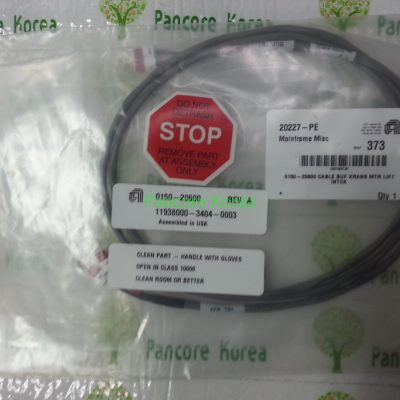 Pancore Korea
DO NOT
METRASH
STOP
REMOVE PART
AT ASSEMBLY
ONLY
20227-PE
Mainframe Misc
373
0150-20600 CABLE BUF XRANS MTR LIFT
INTCK
Qty 1
0150-20600 REV A
Pancore Korea
11938000-3404-0003
Assembled in USA
CLEAN PART - HANDLE WITH GLOVES
OPEN IN CLASS 10000
CLEAN ROOM OR BETTER
Pancore Korea